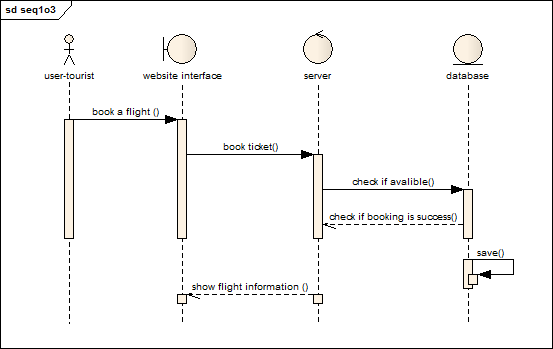 sd seq1o3
user-tourist
website interface
server
database
book a flight ()
book ticket()
check if avalible()
check if booking is success()
save()
show flight information ()